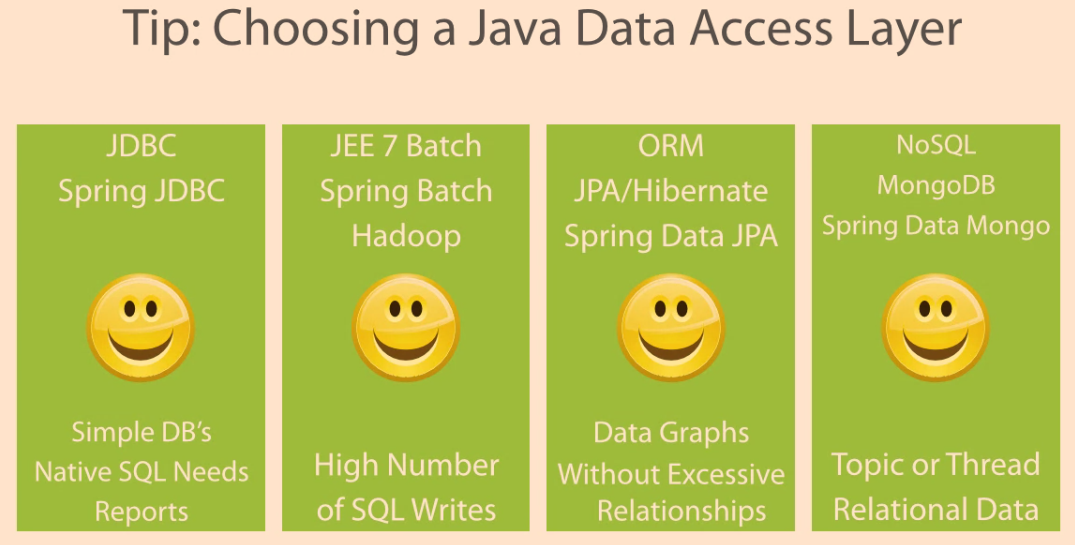 Tip: Choosing a Java Data Access Layer
JDBC
Spring JDBC
Simple DB's
Native SQL Needs
Reports
JEE 7 Batch
Spring Batch
Hadoop
High Number
of SQL Writes
ORM
JPA/Hibernate
Spring Data JPA
Data Graphs
Without Excessive
Relationships
NoSQL
MongoDB
Spring Data Mongo
Topic or Thread
Relational Data